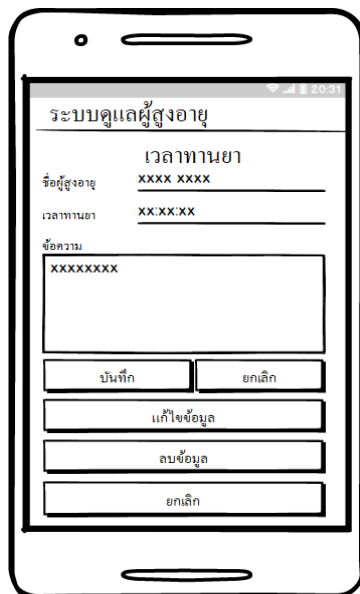 20:31
ระบบดูแลผู้สูงอายุ
เวลาทานยา
ชื่อผู้สูงอายุ xxxx xxxx
เวลาทานยา xx:xx:xx
ข้อความ
xxxxxxxx
บันทึก ยกเลิก
แก้ไขข้อมูล
ลบข้อมูล
ยกเลิก